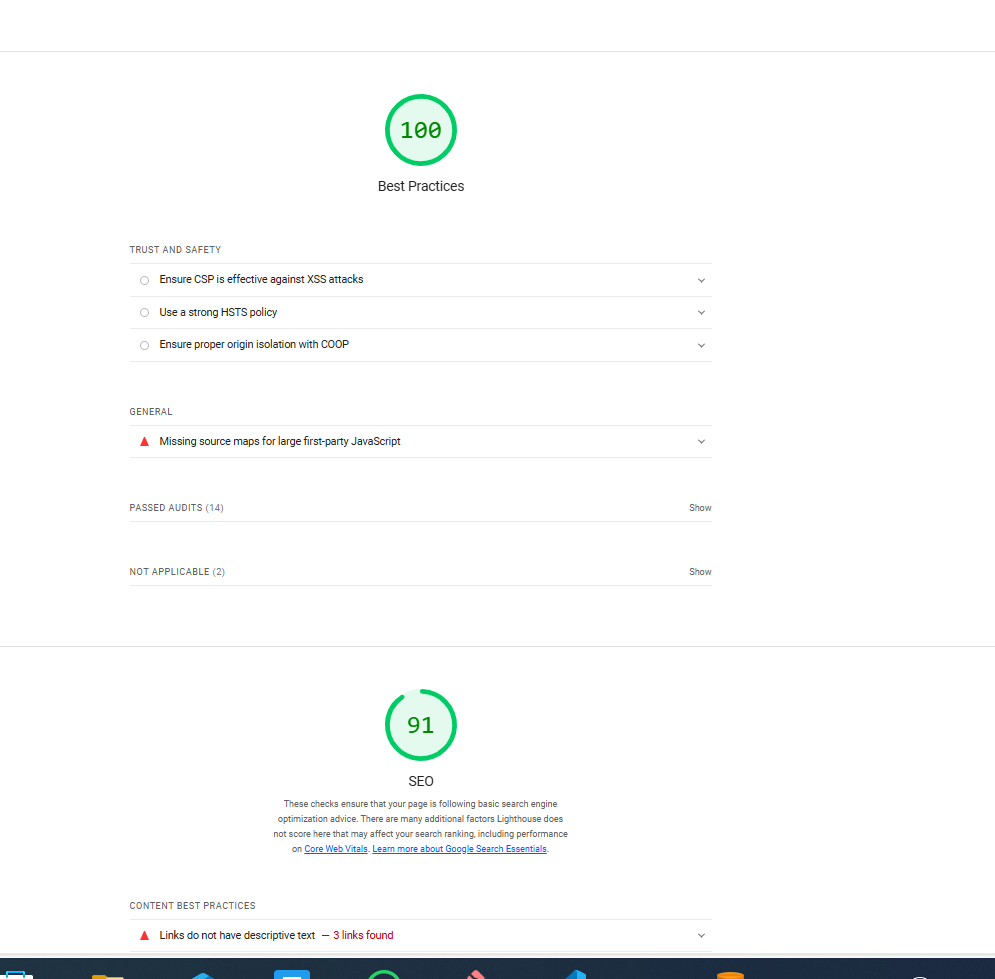 100
Best Practices
TRUST AND SAFETY
Ensure CSP is effective against XSS attacks
Use a strong HSTS policy
Ensure proper origin isolation with COOP
GENERAL
Missing source maps for large first-party JavaScript
PASSED AUDITS (14) Show
NOT APPLICABLE (2) Show
91
SEO
These checks ensure that your page is following basic search engine
optimization advice. There are many additional factors Lighthouse does
not score here that may affect your search ranking, including performance
on Core Web Vitals. Learn more about Google Search Essentials.
CONTENT BEST PRACTICES
Links do not have descriptive text — 3 links found